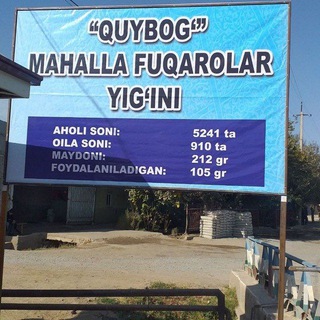 “QUYBOG‘”
MAHALLA FUQAROLAR
YIG‘INI
AHOLI SONI: 5241 ta
OILA SONI: 910 ta
MAYDONI: 212 gr
FOYDALANILADIGAN: 105 gr